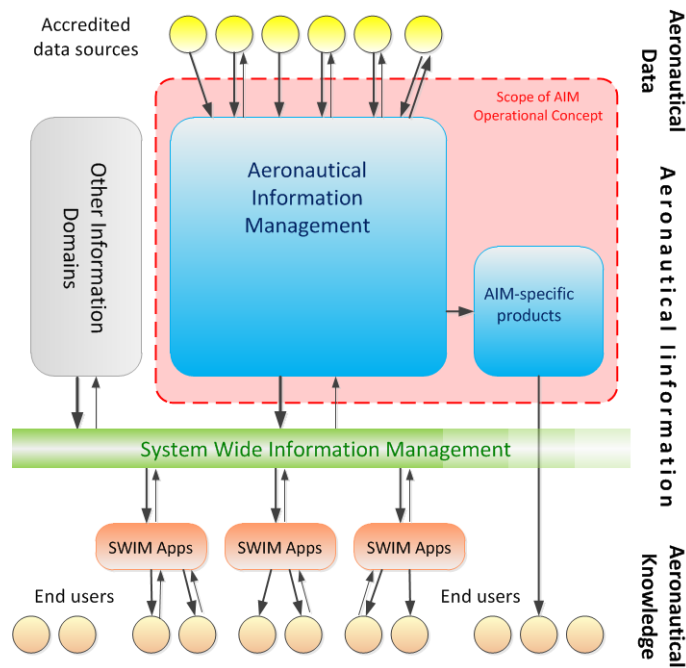 Accredited
data sources
Aeronautical
Data
Scope of AIM
Operational Concept
Other Information
Domains
Aeronautical
Information
Management
AIM-specific
products
Aeronautical Iinformation
System Wide Information Management
SWIM Apps
SWIM Apps
SWIM Apps
End users
End users
Aeronautical
Knowledge